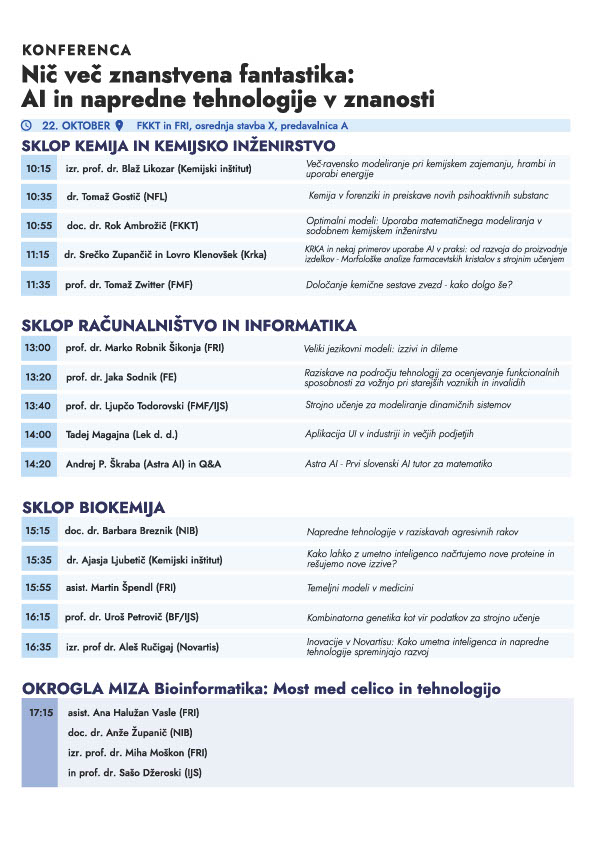 KONFERENCA
Nič več znanstvena fantastika:
AI in napredne tehnologije v znanosti
22. OKTOBER FKKT in FRI, osrednja stavba X, predavalnica A
SKLOP KEMIJA IN KEMIJSKO INŽENIRSTVO
10:15 izr. prof. dr. Blaž Likozar (Kemijski inštitut) Več-ravensko modeliranje pri kemijskem zajemanju, hrambi in
uporabi energije
10:35 dr. Tomaž Gostič (NFL) Kemija v forenziki in preiskave novih psihoaktivnih substanc
10:55 doc. dr. Rok Ambrožič (FKKT) Optimalni modeli: Uporaba matematičnega modeliranja v
sodobnem kemijskem inženirstvu
11:15 dr. Srečko Zupančič in Lovro Klenovšek (Krka) KRKA in nekaj primerov uporabe AI v praksi: od razvoja do proizvodnje
izdelkov - Morfološke analize farmacevtskih kristalov s strojnim učenjem
11:35 prof. dr. Tomaž Zwitter (FMF) Določanje kemične sestave zvezd - kako dolgo še?
SKLOP RAČUNALNIŠTVO IN INFORMATIKA
13:00 prof. dr. Marko Robnik Šikonja (FRI) Veliki jezikovni modeli: izzivi in dileme
13:20 prof. dr. Jaka Sodnik (FE) Raziskave na področju tehnologij za ocenjevanje funkcionalnih
sposobnosti za vožnjo pri starejših voznikih in invalidih
13:40 prof. dr. Ljupčo Todorovski (FMF/IJS) Strojno učenje za modeliranje dinamičnih sistemov
14:00 Tadej Magajna (Lek d. d.) Aplikacija UI v industriji in večjih podjetjih
14:20 Andrej P. Škraba (Astra AI) in Q&A Astra AI - Prvi slovenski AI tutor za matematiko
SKLOP BIOKEMIJA
15:15 doc. dr. Barbara Breznik (NIB) Napredne tehnologije v raziskavah agresivnih rakov
15:35 dr. Ajasja Ljubetič (Kemijski inštitut) Kako lahko z umetno inteligenco načrtujemo nove proteine in
rešujemo nove izzive?
15:55 asist. Martin Špendl (FRI) Temeljni modeli v medicini
16:15 prof. dr. Uroš Petrovič (BF/IJS) Kombinatorna genetika kot vir podatkov za strojno učenje
16:35 izr. prof dr. Aleš Ručigaj (Novartis) Inovacije v Novartisu: Kako umetna inteligenca in napredne
tehnologije spreminjajo razvoj
OKROGLA MIZA Bioinformatika: Most med celico in tehnologijo
17:15 asist. Ana Halužan Vasle (FRI)
doc. dr. Anže Županič (NIB)
izr. prof. dr. Miha Moškon (FRI)
in prof. dr. Sašo Džeroski (IJS)